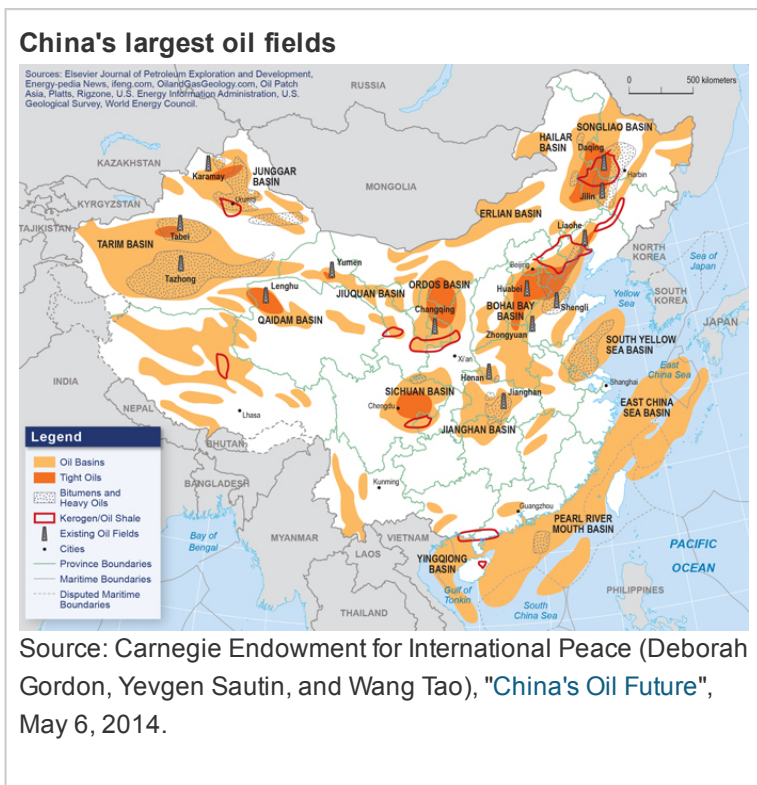 China's largest oil fields
Sources: Elsevier Journal of Petroleum Exploration and Development,
Energy-pedia News, ifeng.com, OilandGasGeology.com, Oil Patch
Asia, Platts, Rigzone, U.S. Energy Information Administration, U.S.
Geological Survey, World Energy Council.
0 500 kilometers
RUSSIA
SONGLIAO BASIN
HAILAR
BASIN
Daqing
Harbin
Jilin
KAZAKHSTAN
Karamay
JUNGGAR
BASIN
Urumqi
MONGOLIA
KYRGYZSTAN
TAJIKISTAN
ERLIAN BASIN
Liaohe
TARIM BASIN
Tabei
Tazhong
Yumen
Beijing
NORTH
KOREA
Sea of
Japan
Lenghu
JIUQUAN BASIN
ORDOS BASIN
Changqing
Huabei
BOHAI BAY
BASIN
Shengli
Yellow
Sea
SOUTH
KOREA
JAPAN
QAIDAM BASIN
Zhongyuan
Xi'an
SOUTH YELLOW
SEA BASIN
Henan
East
China Sea
Shanghai
INDIA
NEPAL
Lhasa
SICHUAN BASIN
Chengdu
Jianghan
JIANGHAN BASIN
EAST CHINA
SEA BASIN
BHUTAN
BANGLADESH
Kunming
Guangzhou
Bay of
Bengal
MYANMAR
LAOS
VIETNAM
THAILAND
YINGQIONG
BASIN
Gulf of
Tonkin
PEARL RIVER
MOUTH BASIN
South
China Sea
PACIFIC
OCEAN
PHILIPPINES
Legend
Oil Basins
Tight Oils
Bitumens and
Heavy Oils
Kerogen/Oil Shale
Existing Oil Fields
Cities
Province Boundaries
Maritime Boundaries
Disputed Maritime
Boundaries
Source: Carnegie Endowment for International Peace (Deborah
Gordon, Yevgen Sautin, and Wang Tao), "China's Oil Future",
May 6, 2014.